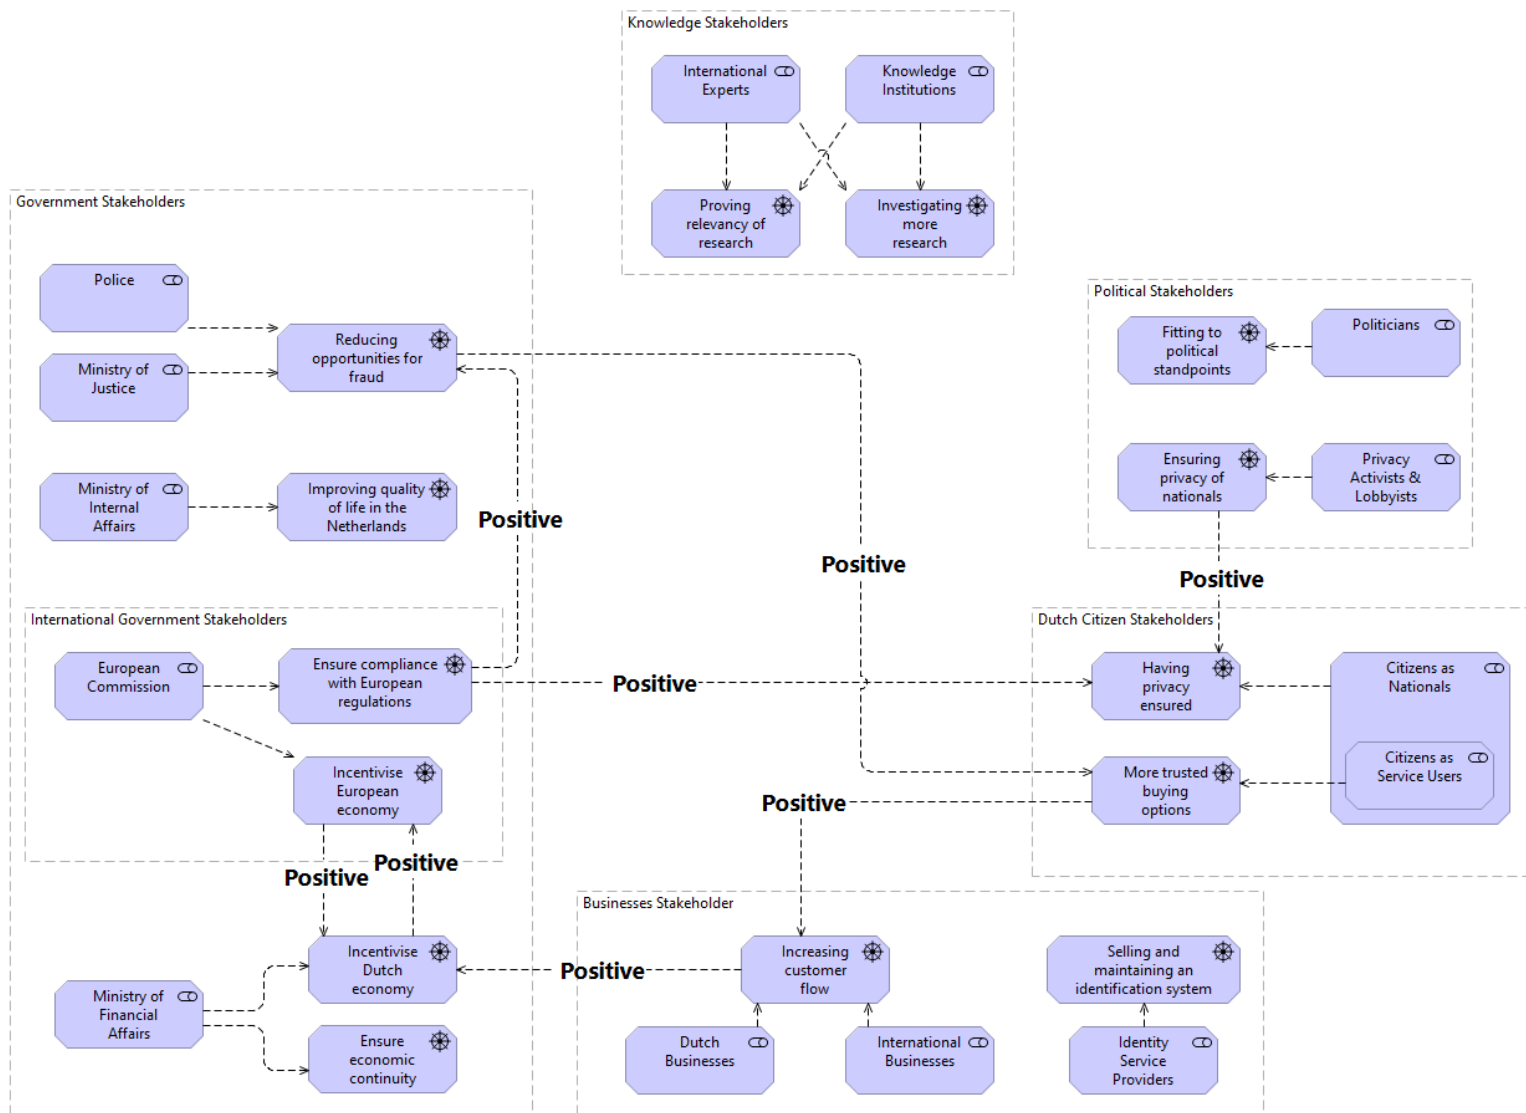 Knowledge Stakeholders
International
Experts
Knowledge
Institutions
Proving
relevancy of
research
Investigating
more
research
Government Stakeholders
Police
Ministry of
Justice
Reducing
opportunities for
fraud
Ministry of
Internal
Affairs
Improving quality
of life in the
Netherlands
Positive
Positive
Political Stakeholders
Fitting to
political
standpoints
Politicians
Ensuring
privacy of
nationals
Privacy
Activists &
Lobbyists
Positive
International Government Stakeholders
European
Commission
Ensure compliance
with European
regulations
Positive
Incentivise
European
economy
Dutch Citizen Stakeholders
Having
privacy
ensured
Citizens as
Nationals
More trusted
buying
options
Citizens as
Service Users
Positive
Positive
Positive
Incentivise
Dutch
economy
Ministry of
Financial
Affairs
Ensure
economic
continuity
Positive
Businesses Stakeholder
Increasing
customer
flow
Selling and
maintaining an
identification system
Dutch
Businesses
International
Businesses
Identity
Service
Providers